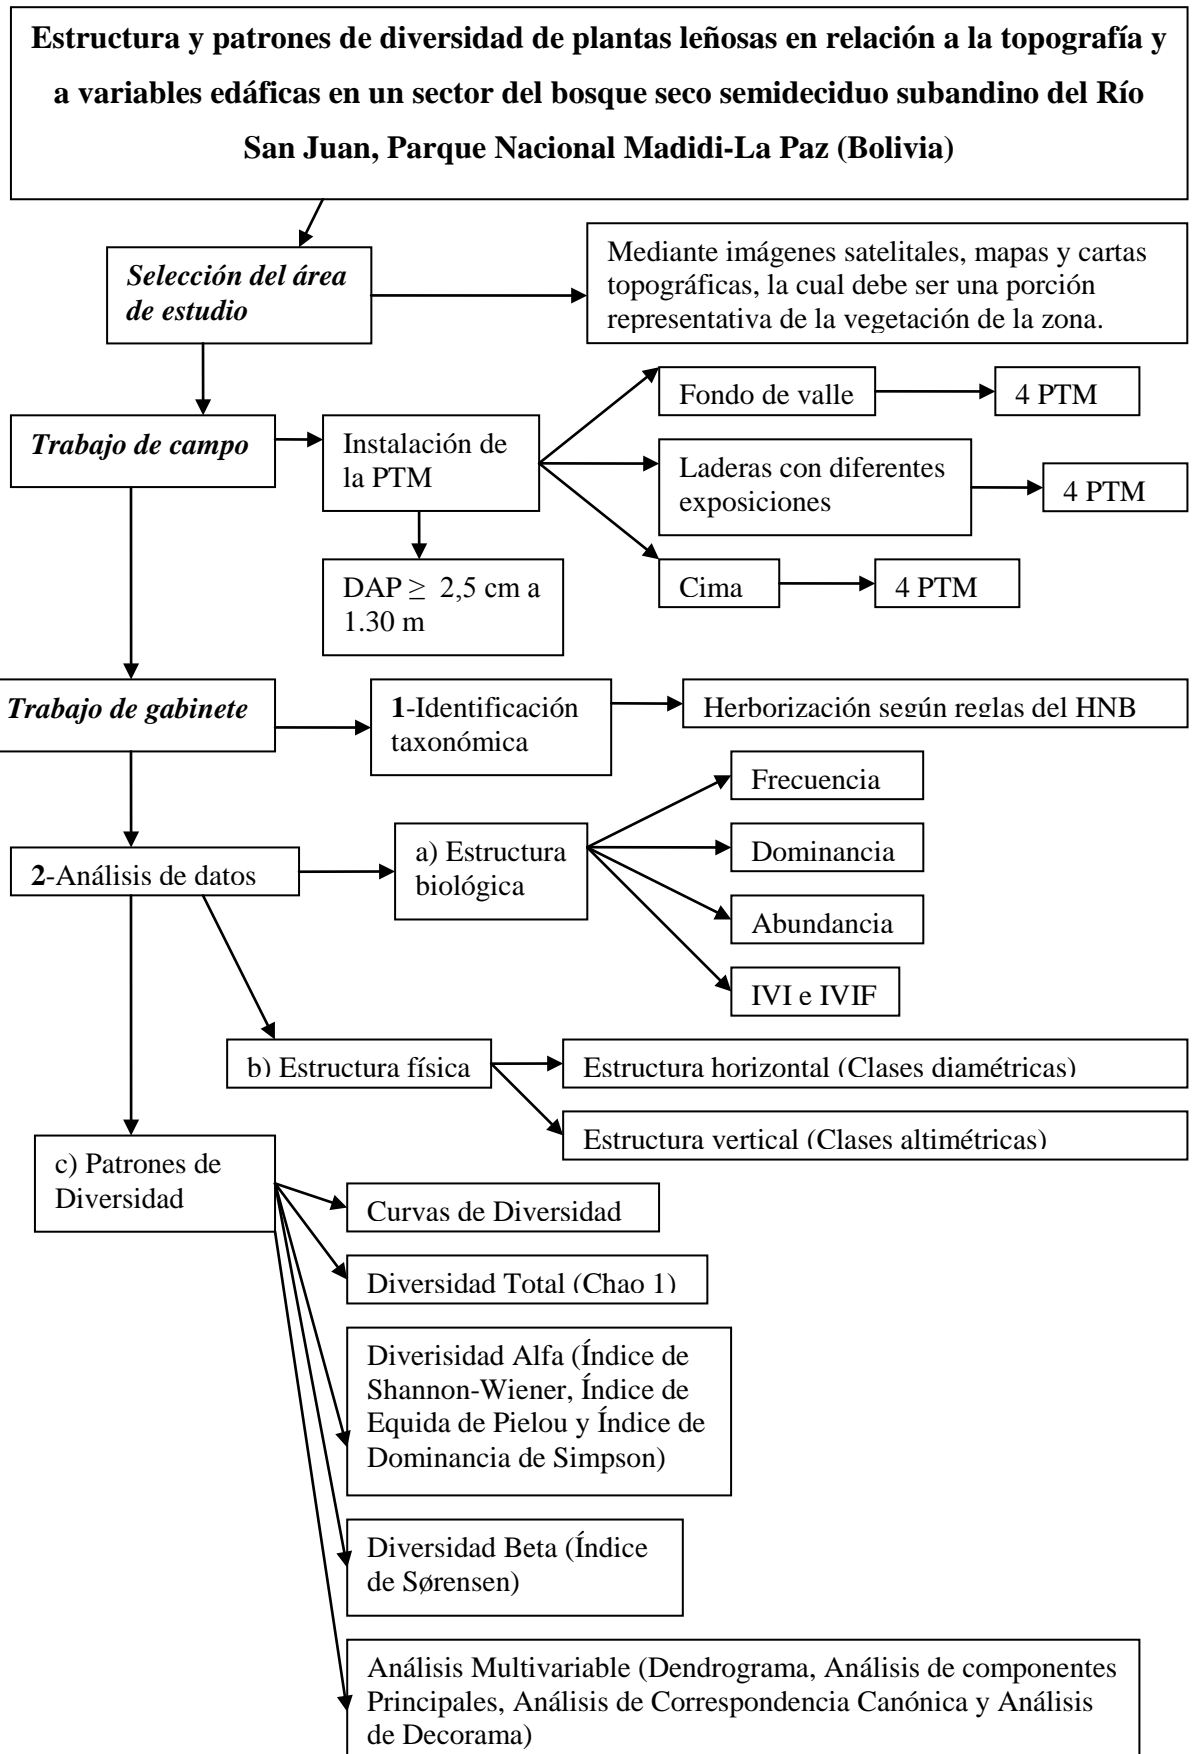 Estructura y patrones de diversidad de plantas leñosas en relación a la topografía y
a variables edáficas en un sector del bosque seco semideciduo subandino del Río
San Juan, Parque Nacional Madidi-La Paz (Bolivia)
Selección del área
de estudio
Mediante imágenes satelitales, mapas y cartas
topográficas, la cual debe ser una porción
representativa de la vegetación de la zona.
Trabajo de campo
Instalación de
la PTM
Fondo de valle
4 PTM
Laderas con diferentes
exposiciones
4 PTM
Cima
4 PTM
DAP ≥ 2,5 cm a
1.30 m
Trabajo de gabinete
1-Identificación
taxonómica
Herborización según reglas del HNB
2-Análisis de datos
a) Estructura
biológica
Frecuencia
Dominancia
Abundancia
IVI e IVIF
b) Estructura física
Estructura horizontal (Clases diamétricas)
Estructura vertical (Clases altimétricas)
c) Patrones de
Diversidad
Curvas de Diversidad
Diversidad Total (Chao 1)
Diverisidad Alfa (Índice de
Shannon-Wiener, Índice de
Equida de Pielou y Índice de
Dominancia de Simpson)
Diversidad Beta (Índice
de Sørensen)
Análisis Multivariable (Dendrograma, Análisis de componentes
Principales, Análisis de Correspondencia Canónica y Análisis
de Decorama)